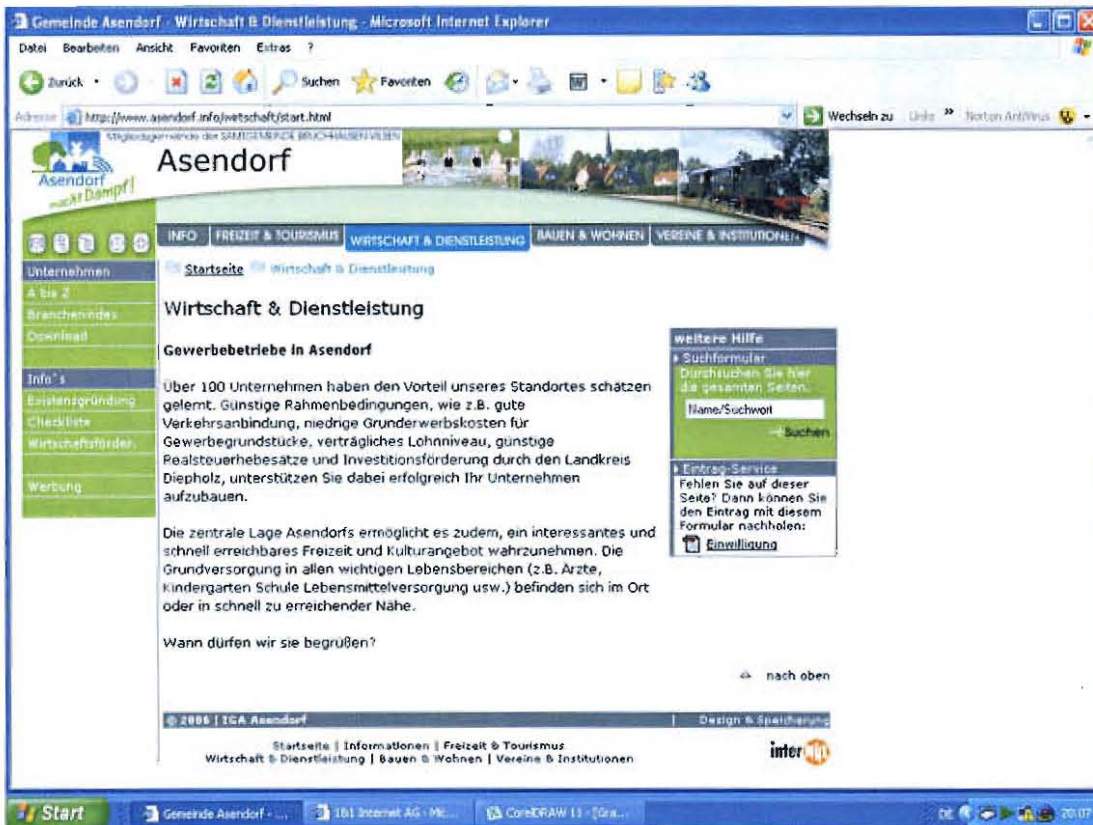 Gemeinde Asendorf - Wirtschaft & Dienstleistung - Microsoft Internet Explorer
Datei Bearbeiten Ansicht Favoriten Extras ?
Zurück Suchen Favoriten
Adresse http://www.asendorf.info/wirtschaft/start.html Wechseln zu Links » Norton AntiVirus
Mitgliedsgemeinde der SAMTGEMEINDE BRUCHHAUSEN-VILSEN
Asendorf
Asendorf
macht Dampf!
INFO FREIZEIT & TOURISMUS WIRTSCHAFT & DIENSTLEISTUNG BAUEN & WOHNEN VEREINE & INSTITUTIONEN
Startseite Wirtschaft & Dienstleistung
Unternehmen
A bis Z
Branchenindex
Download
Info´s
Existenzgründung
Checkliste
Wirtschaftsförder.
Werbung
Wirtschaft & Dienstleistung
Gewerbebetriebe in Asendorf
Über 100 Unternehmen haben den Vorteil unseres Standortes schätzen
gelernt. Günstige Rahmenbedingungen, wie z.B. gute
Verkehrsanbindung, niedrige Grunderwerbskosten für
Gewerbegrundstücke, verträgliches Lohnniveau, günstige
Realsteuerhebesätze und Investitionsförderung durch den Landkreis
Diepholz, unterstützen Sie dabei erfolgreich Ihr Unternehmen
aufzubauen.
Die zentrale Lage Asendorfs ermöglicht es zudem, ein interessantes und
schnell erreichbares Freizeit und Kulturangebot wahrzunehmen. Die
Grundversorgung in allen wichtigen Lebensbereichen (z.B. Ärzte,
Kindergarten Schule Lebensmittelversorgung usw.) befinden sich im Ort
oder in schnell zu erreichender Nähe.
Wann dürfen wir sie begrüßen?
weitere Hilfe
Suchformular
Durchsuchen Sie hier
die gesamten Seiten.
Name/Suchwort
Suchen
Eintrag-Service
Fehlen Sie auf dieser
Seite? Dann können Sie
den Eintrag mit diesem
Formular nachholen:
Einwilligung
nach oben
© 2006 | IGA Asendorf | Design & Speicherung
Startseite | Informationen | Freizeit & Tourismus
Wirtschaft & Dienstleistung | Bauen & Wohnen | Vereine & Institutionen
inter
Start Gemeinde Asendorf - ... 1&1 Internet AG - Mic... CorelDRAW 11 - [Gra... DE 20:07